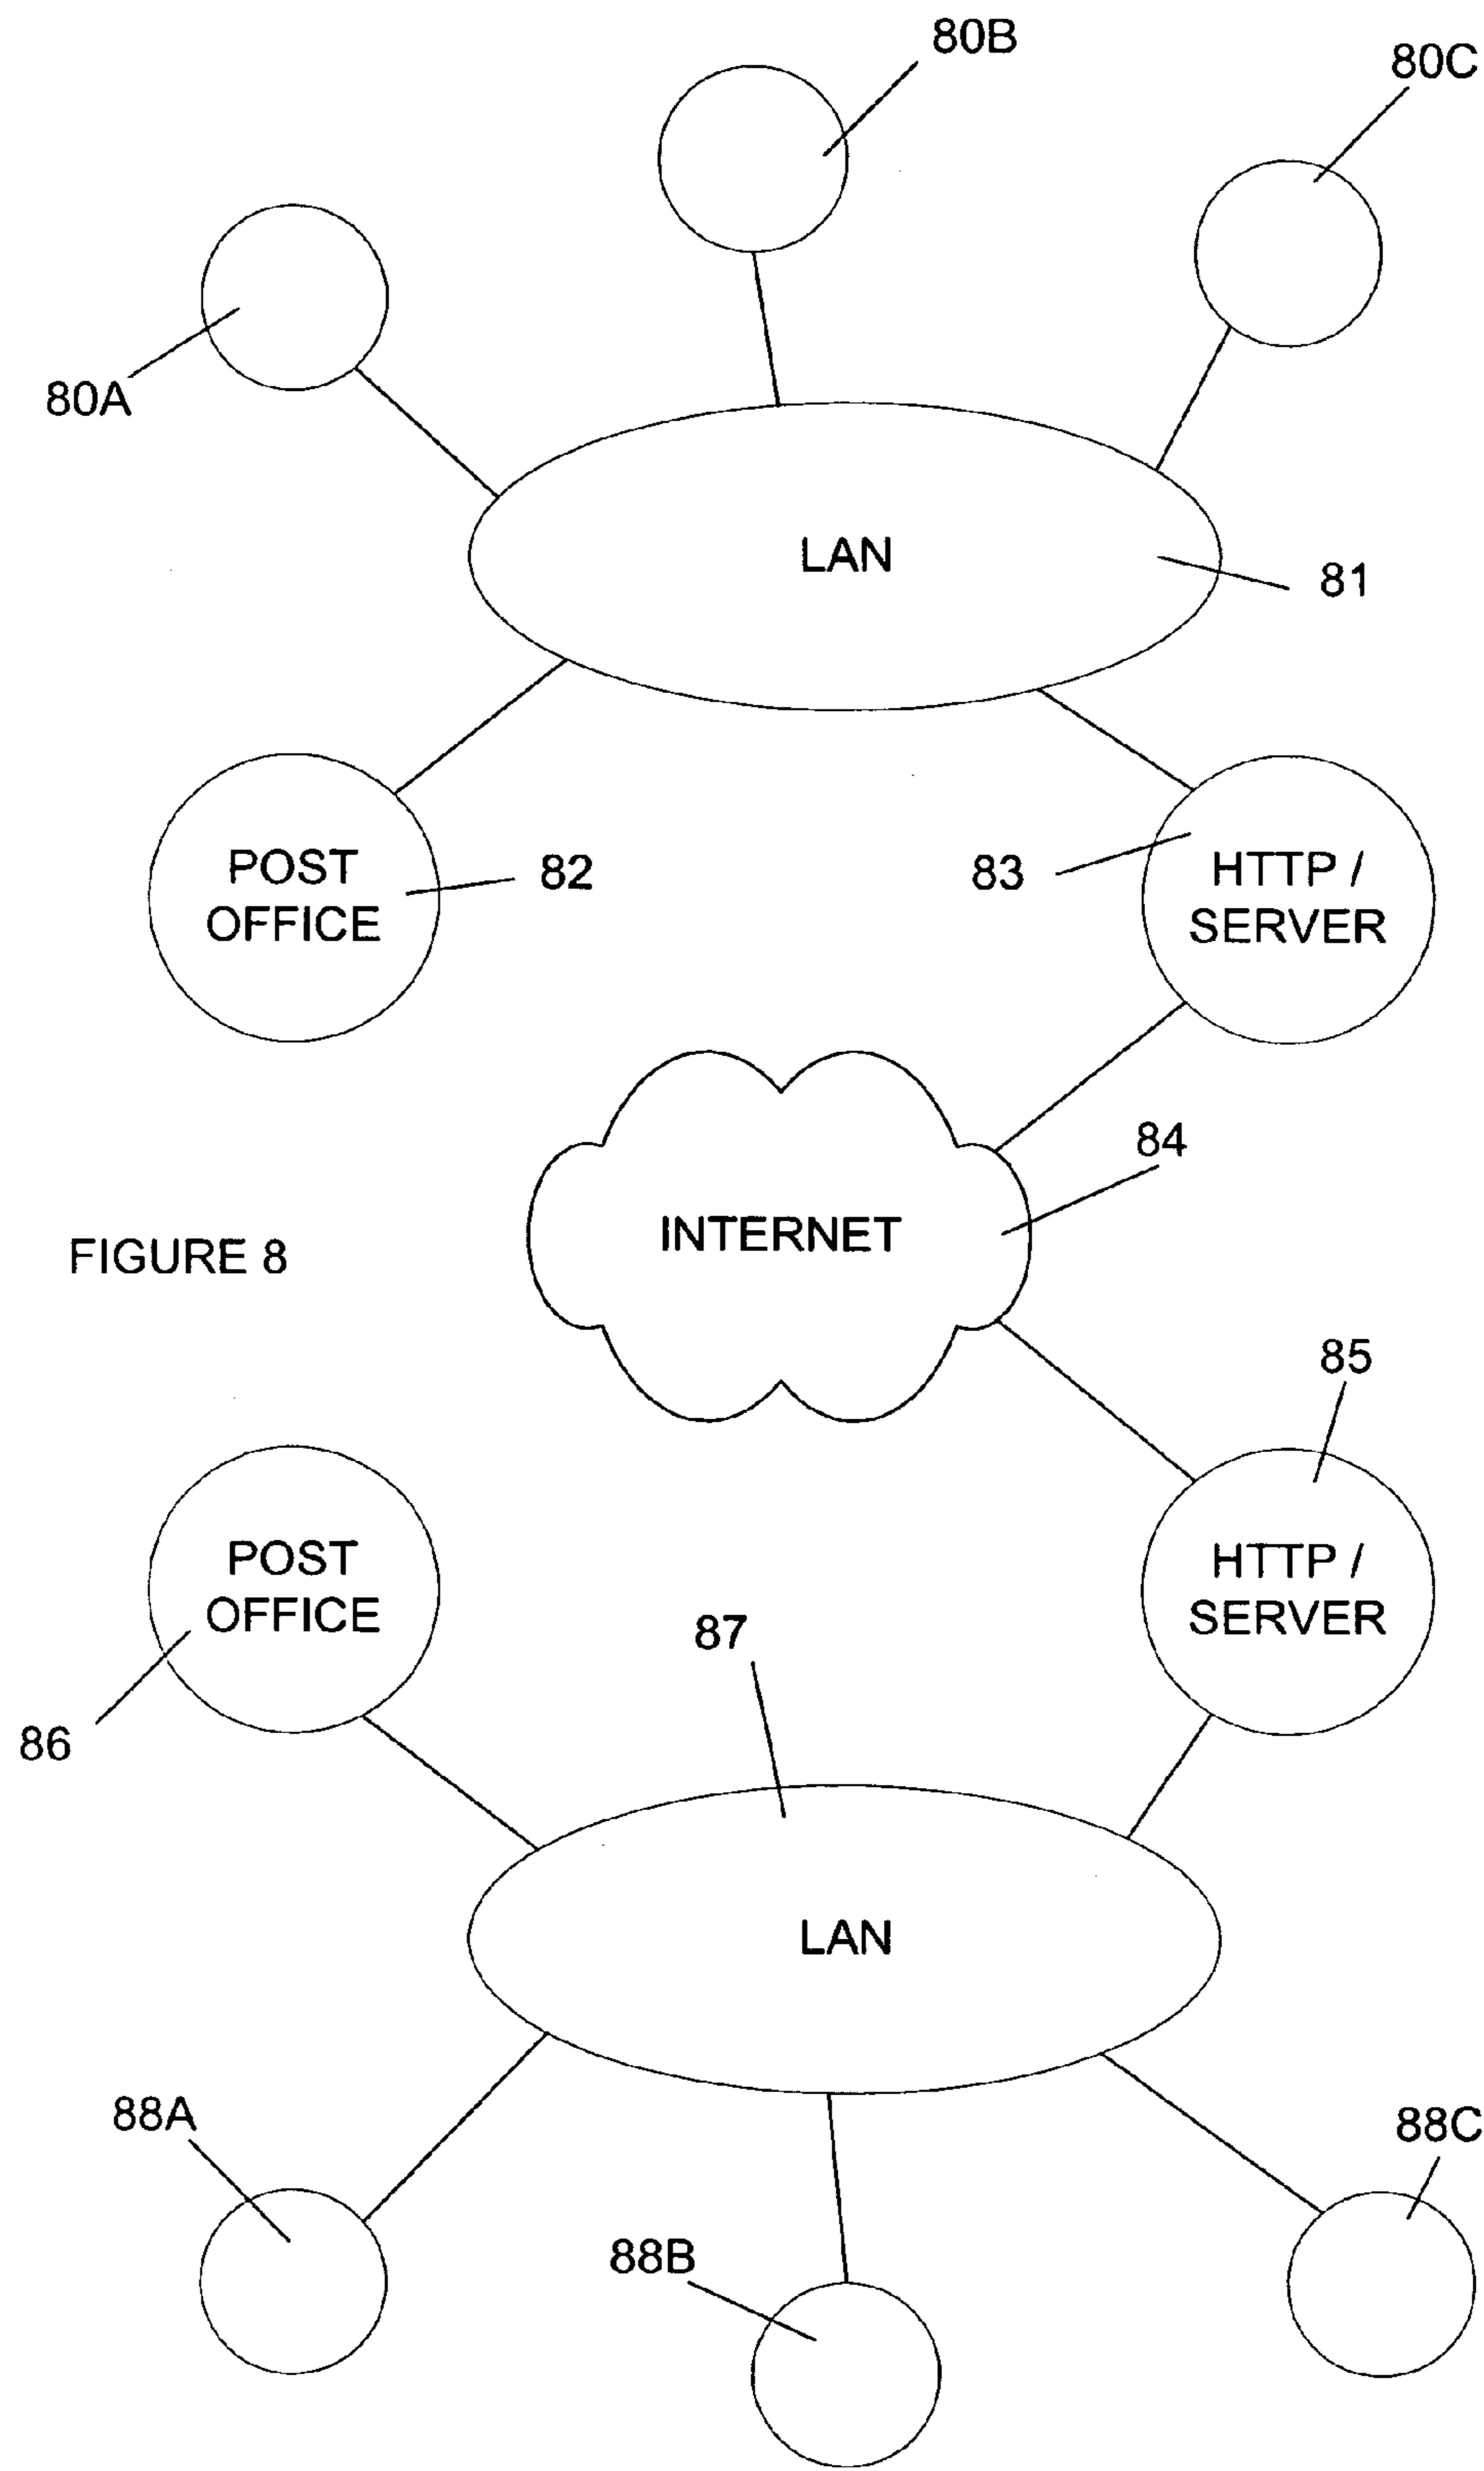 80B
80C
80A
LAN
81
POST
OFFICE
82
83
HTTP /
SERVER
84
INTERNET
FIGURE 8
85
POST
OFFICE
HTTP /
SERVER
87
86
LAN
88A
88C
88B